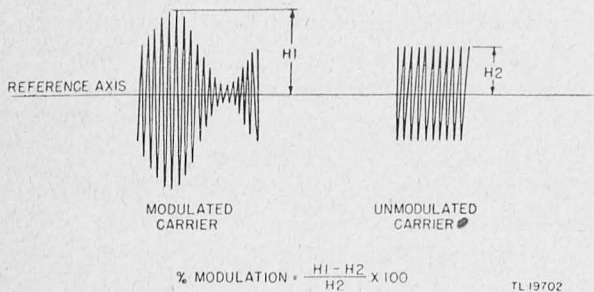 H1
H2
REFERENCE AXIS
MODULATED
CARRIER
UNMODULATED
CARRIER
% MODULATION = H1 - H2 / H2 X 100
TL 19702